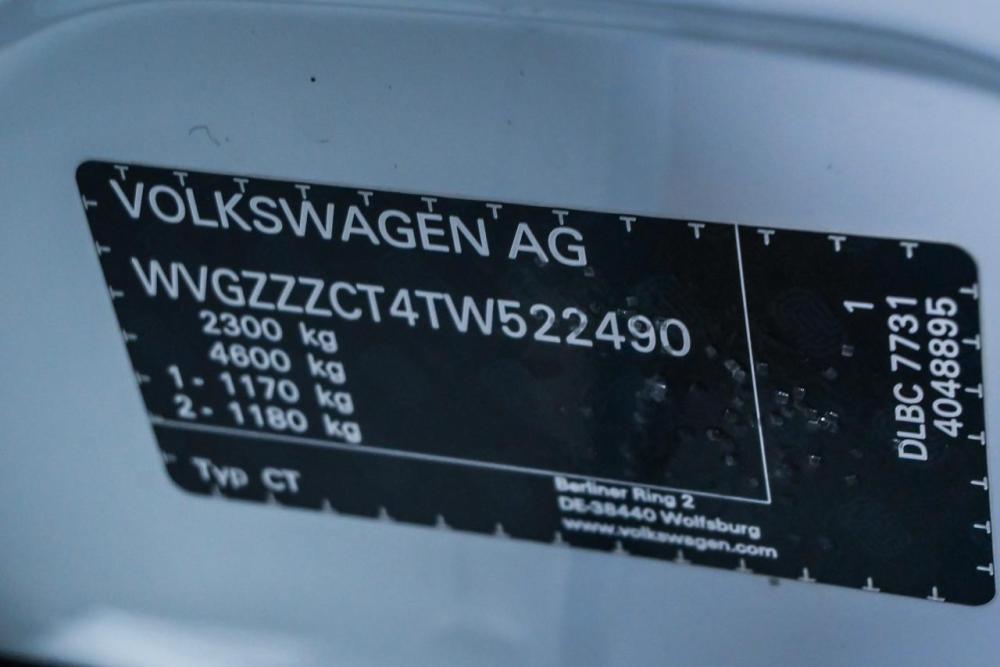 VOLKSWAGEN AG
WVGZZZCT4TW522490
2300 kg
4600 kg
1- 1170 kg
2- 1180 kg
Typ CT
Berliner Ring 2
DE-38440 Wolfsburg
www.volkswagen.com
1
DLBC 7731
4048895